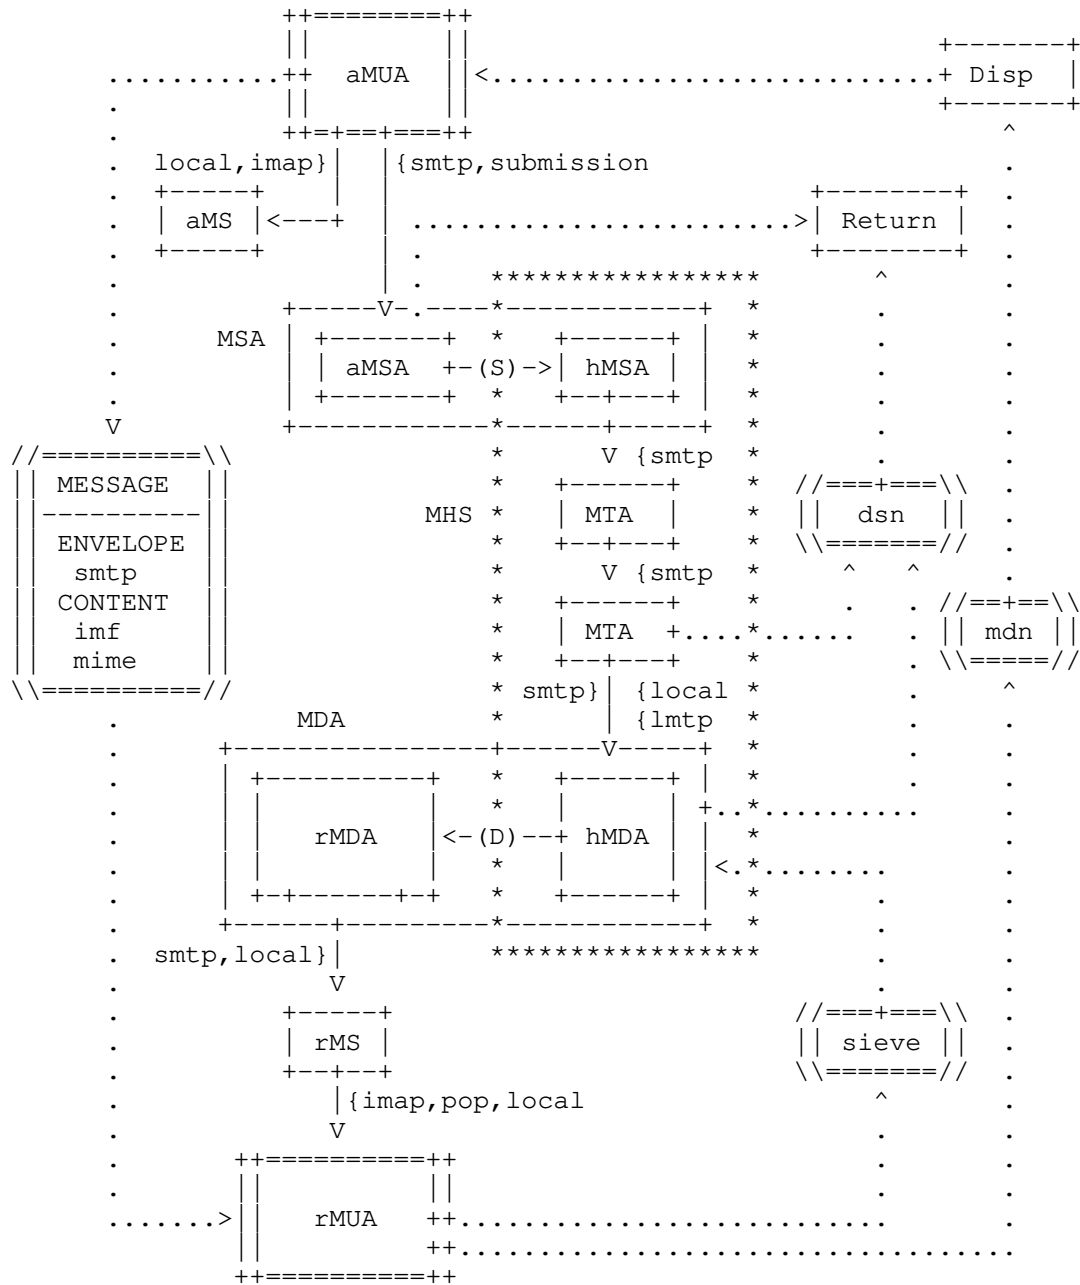 aMUA
Disp
local,imap} {smtp,submission
aMS
Return
MSA
aMSA (S) hMSA
{smtp
MESSAGE
MHS
MTA
dsn
ENVELOPE
smtp
{smtp
CONTENT
imf
MTA
mdn
mime
smtp} {local
MDA
{lmtp
rMDA (D) hMDA
smtp,local}
rMS
sieve
{imap,pop,local
rMUA